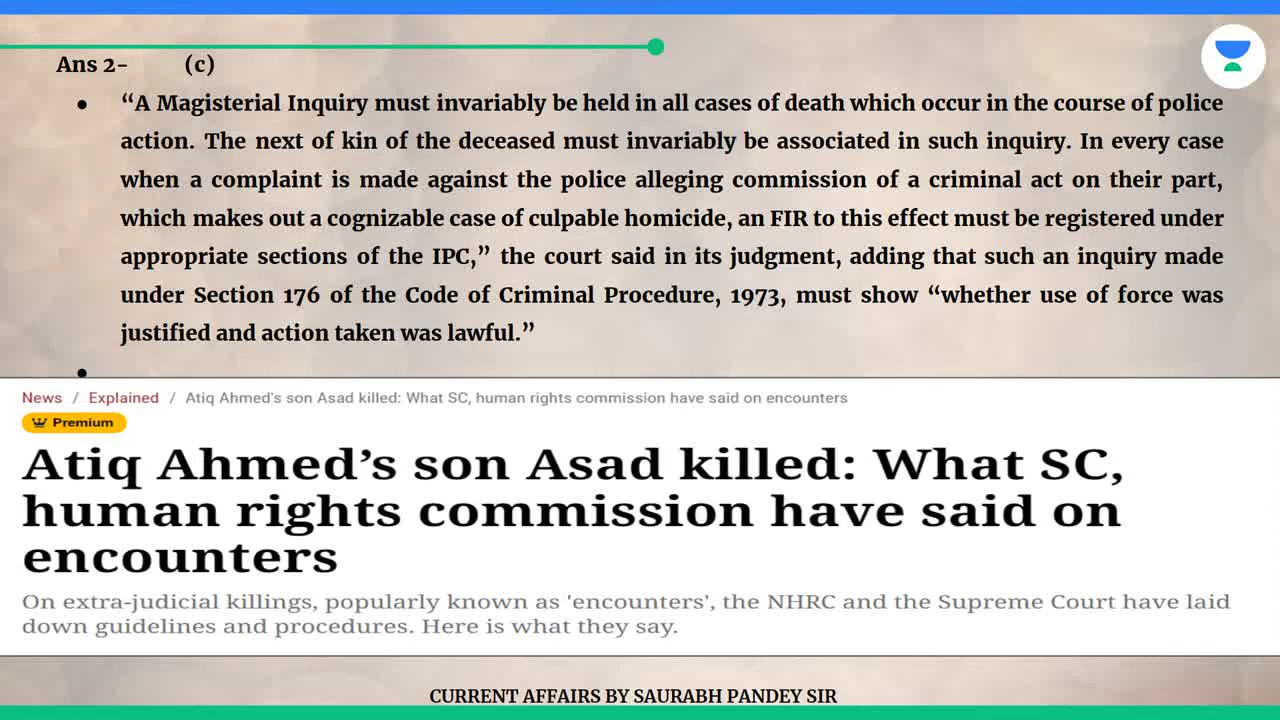 Ans 2- (c)
• “A Magisterial Inquiry must invariably be held in all cases of death which occur in the course of police
action. The next of kin of the deceased must invariably be associated in such inquiry. In every case
when a complaint is made against the police alleging commission of a criminal act on their part,
which makes out a cognizable case of culpable homicide, an FIR to this effect must be registered under
appropriate sections of the IPC,” the court said in its judgment, adding that such an inquiry made
under Section 176 of the Code of Criminal Procedure, 1973, must show “whether use of force was
justified and action taken was lawful.”
•
News / Explained / Atiq Ahmed's son Asad killed: What SC, human rights commission have said on encounters
Premium
Atiq Ahmed’s son Asad killed: What SC,
human rights commission have said on
encounters
On extra-judicial killings, popularly known as 'encounters', the NHRC and the Supreme Court have laid
down guidelines and procedures. Here is what they say.
CURRENT AFFAIRS BY SAURABH PANDEY SIR